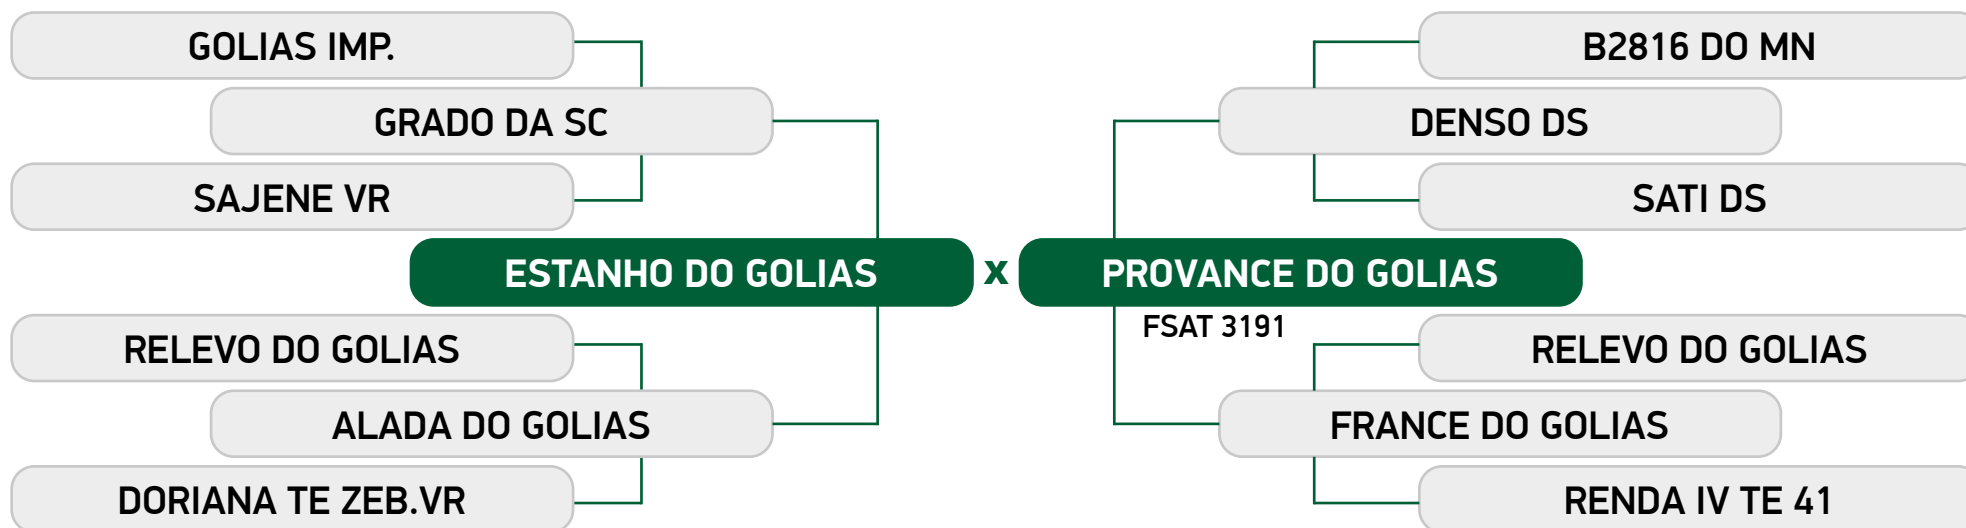 GOLIAS IMP.
GRADO DA SC
SAJENE VR
ESTANHO DO GOLIAS
RELEVO DO GOLIAS
ALADA DO GOLIAS
DORIANA TE ZEB.VR
x
B2816 DO MN
DENSO DS
SATI DS
PROVANCE DO GOLIAS
FSAT 3191
RELEVO DO GOLIAS
FRANCE DO GOLIAS
RENDA IV TE 41